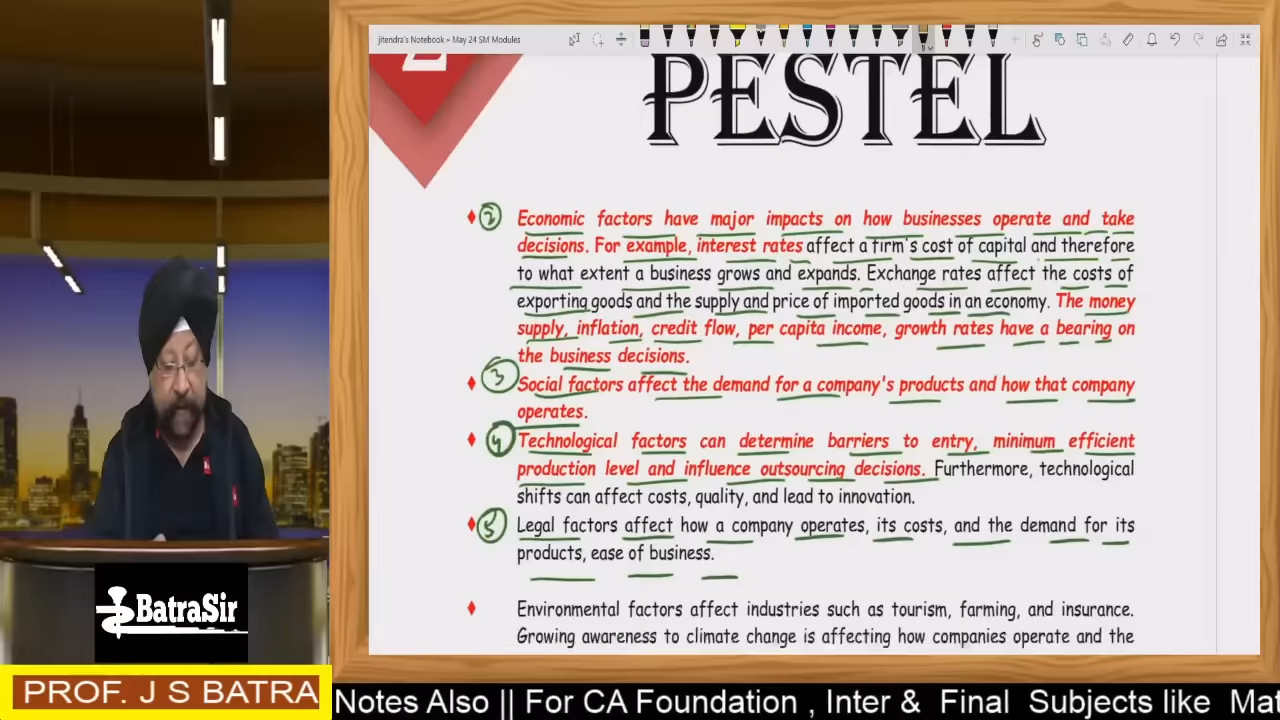 jitendra's Notebook » May 24 SM Modules
PESTEL
2
Economic factors have major impacts on how businesses operate and take
decisions. For example, interest rates affect a firm's cost of capital and therefore
to what extent a business grows and expands. Exchange rates affect the costs of
exporting goods and the supply and price of imported goods in an economy. The money
supply, inflation, credit flow, per capita income, growth rates have a bearing on
the business decisions.
3
Social factors affect the demand for a company's products and how that company
operates.
4
Technological factors can determine barriers to entry, minimum efficient
production level and influence outsourcing decisions. Furthermore, technological
shifts can affect costs, quality, and lead to innovation.
5
Legal factors affect how a company operates, its costs, and the demand for its
products, ease of business.
Environmental factors affect industries such as tourism, farming, and insurance.
Growing awareness to climate change is affecting how companies operate and the
BatraSir
PROF. J S BATRA
Notes Also || For CA Foundation , Inter & Final Subjects like Mat